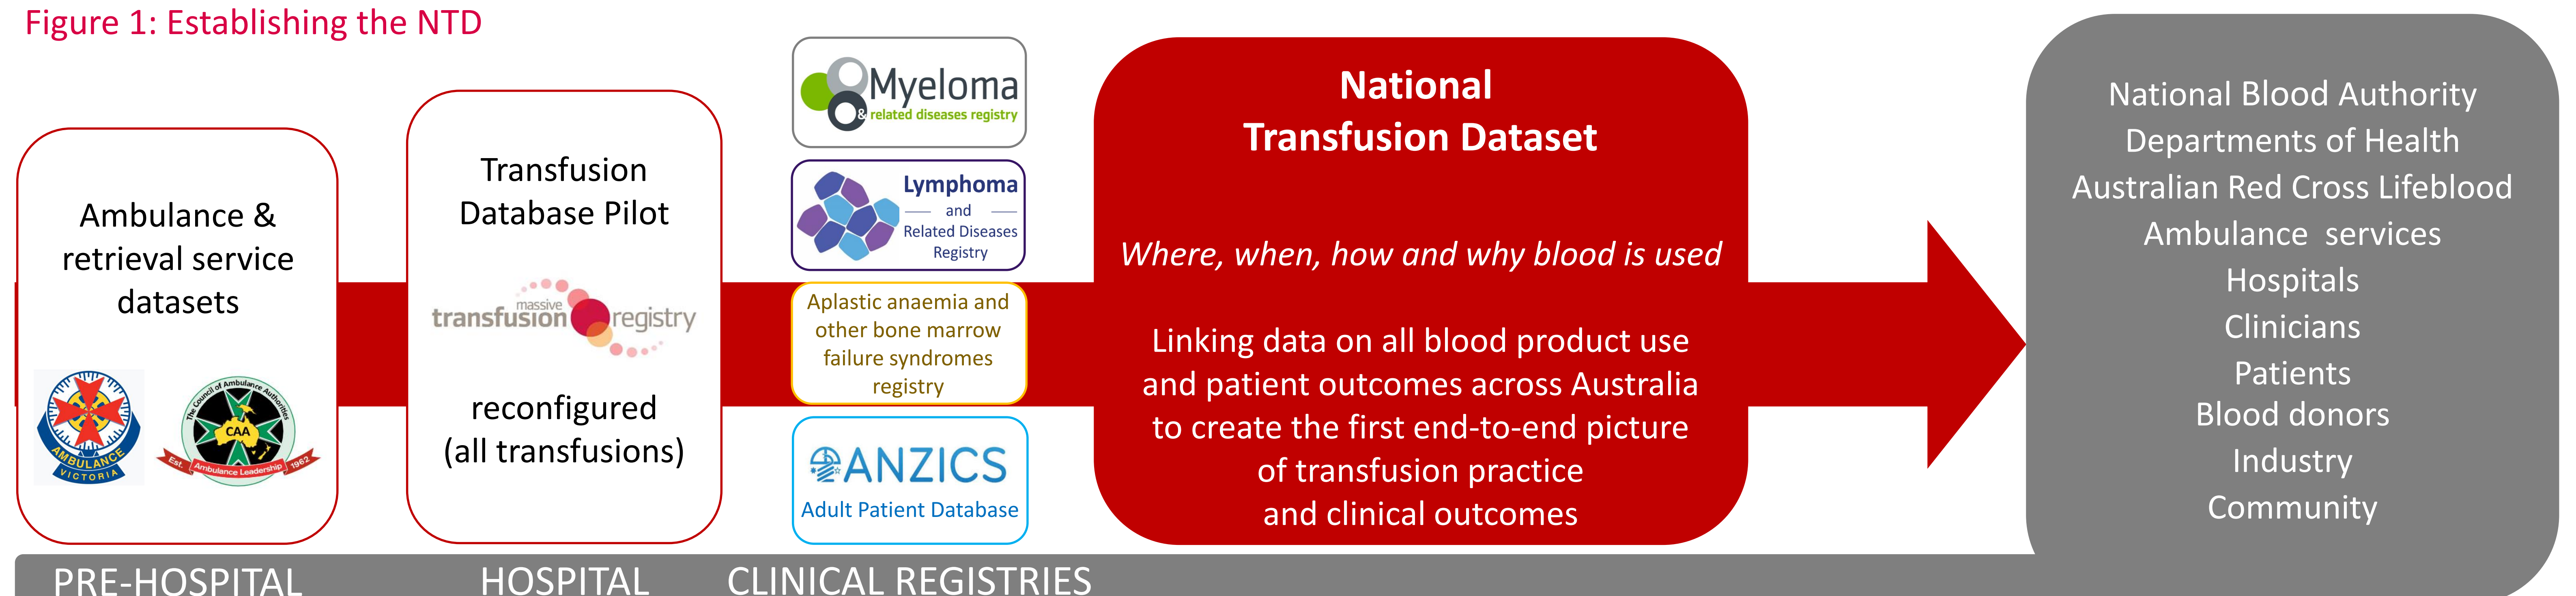 Figure 1: Establishing the NTD
Ambulance &
retrieval service
datasets
AMBULANCE
VICTORIA
The Council of Ambulance Authorities
CAA
Est. Ambulance Leadership 1962
Transfusion
Database Pilot
massive
transfusion registry
reconfigured
(all transfusions)
Myeloma
& related diseases registry
Lymphoma
and
Related Diseases
Registry
Aplastic anaemia and
other bone marrow
failure syndromes
registry
ANZICS
Adult Patient Database
National
Transfusion Dataset
Where, when, how and why blood is used
Linking data on all blood product use
and patient outcomes across Australia
to create the first end-to-end picture
of transfusion practice
and clinical outcomes
National Blood Authority
Departments of Health
Australian Red Cross Lifeblood
Ambulance services
Hospitals
Clinicians
Patients
Blood donors
Industry
Community
PRE-HOSPITAL
HOSPITAL
CLINICAL REGISTRIES